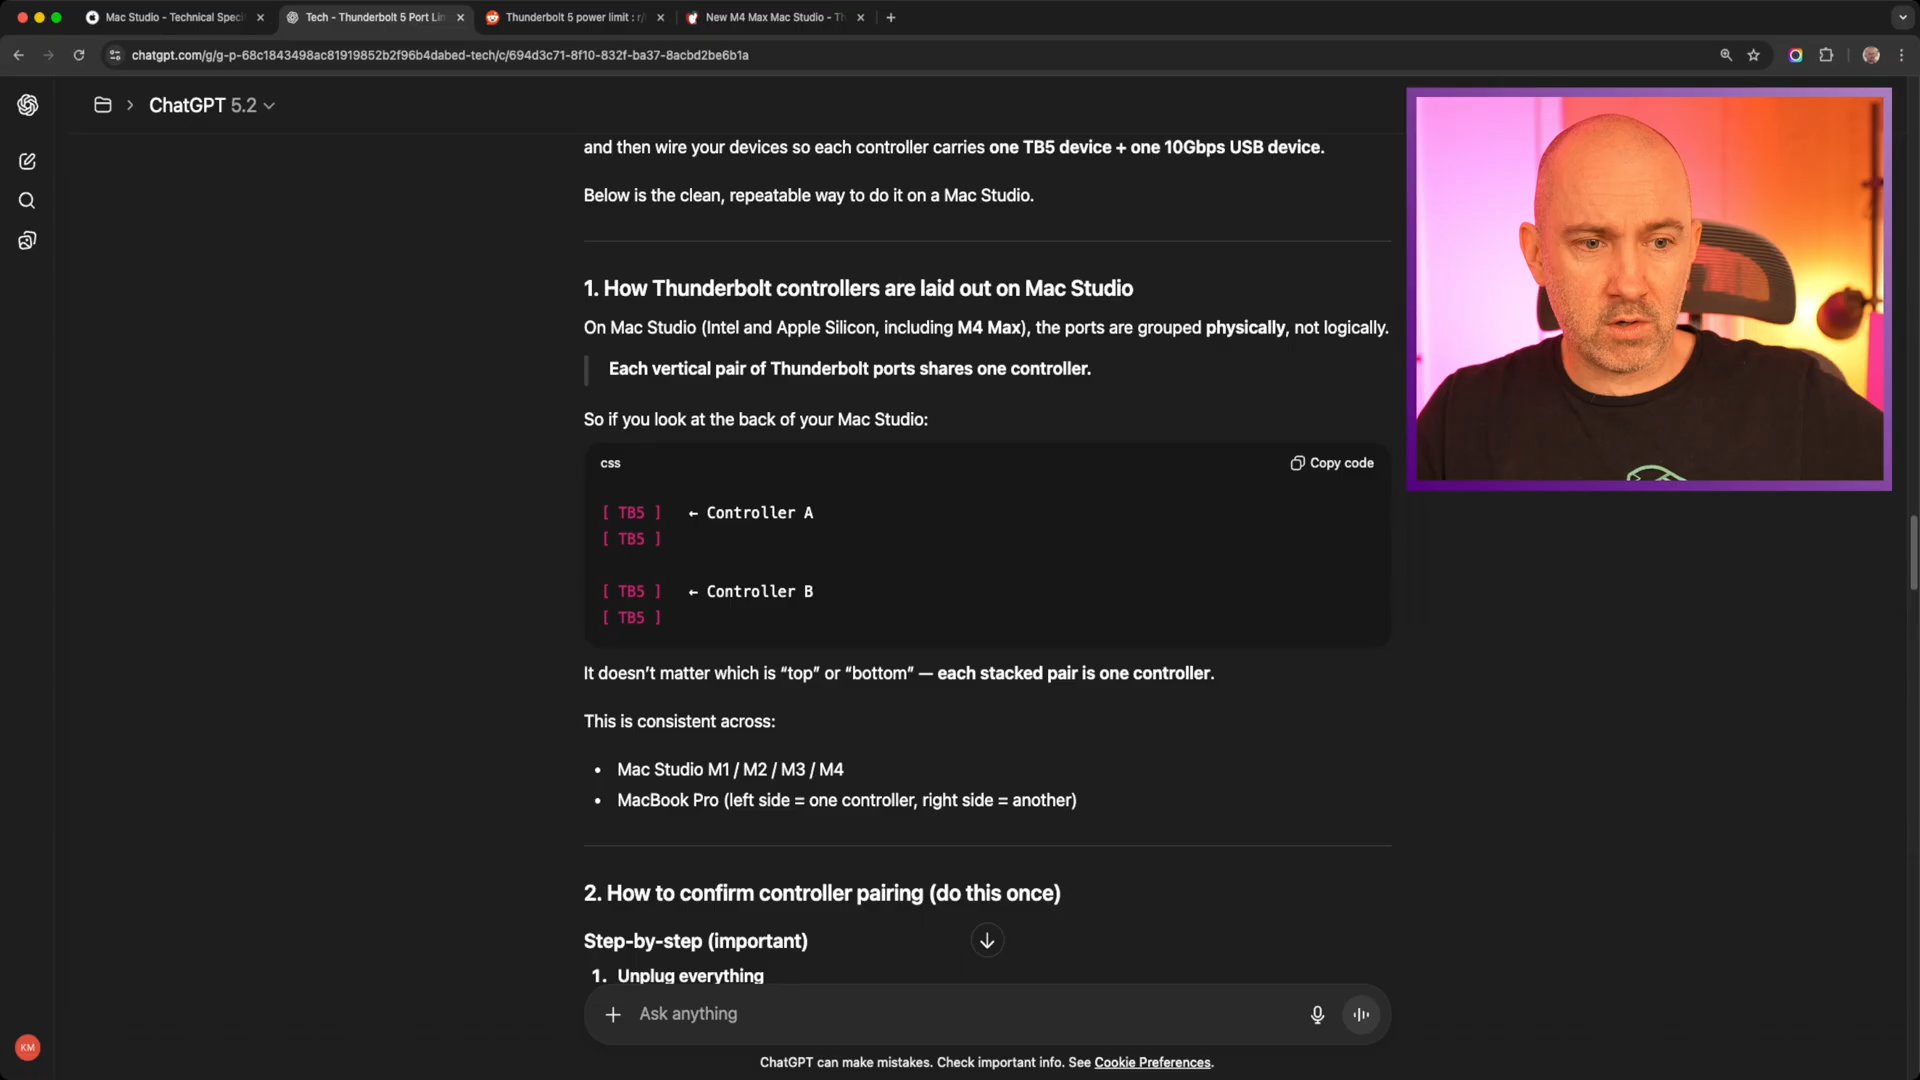 Mac Studio - Technical Speci
Tech - Thunderbolt 5 Port Lim
Thunderbolt 5 power limit : r/
New M4 Max Mac Studio - Th
chatgpt.com/g/g-p-68c1843498ac81919852b2f96b4dabed-tech/c/694d3c71-8f10-832f-ba37-8acbd2be6b1a
ChatGPT 5.2
and then wire your devices so each controller carries one TB5 device + one 10Gbps USB device.
Below is the clean, repeatable way to do it on a Mac Studio.
1. How Thunderbolt controllers are laid out on Mac Studio
On Mac Studio (Intel and Apple Silicon, including M4 Max), the ports are grouped physically, not logically.
Each vertical pair of Thunderbolt ports shares one controller.
So if you look at the back of your Mac Studio:
css
Copy code
[ TB5 ] ← Controller A
[ TB5 ]
[ TB5 ] ← Controller B
[ TB5 ]
It doesn’t matter which is “top” or “bottom” — each stacked pair is one controller.
This is consistent across:
• Mac Studio M1 / M2 / M3 / M4
• MacBook Pro (left side = one controller, right side = another)
2. How to confirm controller pairing (do this once)
Step-by-step (important)
1. Unplug everything
Ask anything
KM
ChatGPT can make mistakes. Check important info. See Cookie Preferences.